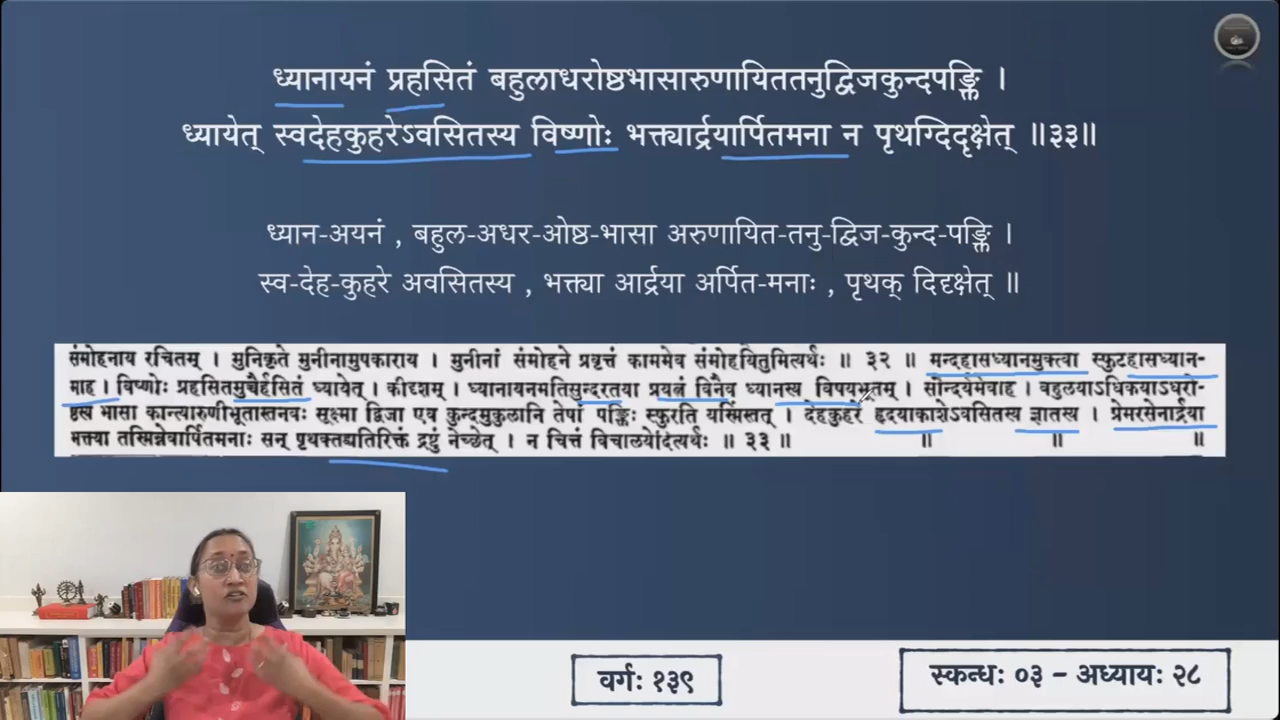 ध्यानायनं प्रहसितं बहुलाधरोष्ठभासारुणायिततनुद्विजकुन्दपङ्क्ति ।
ध्यायेत् स्वदेहकुहरेऽवसितस्य विष्णोः भक्त्यार्द्रयार्पितमना न पृथग्दिदृक्षेत् ॥३३॥
ध्यान-अयनं , बहुल-अधर-ओष्ठ-भासा अरुणायित-तनु-द्विज-कुन्द-पङ्क्ति ।
स्व-देह-कुहरे अवसितस्य , भक्त्या आर्द्रया अर्पित-मनाः , पृथक् दिदृक्षेत् ॥
संमोहनाय रचितम् । मुनिकृते मुनीनामुपकाराय । मुनीनां संमोहने प्रवृत्तं काममेव संमोहयितुमित्यर्थः ॥ ३२ ॥ मन्दहासध्यानमुक्त्वा स्फुटहासध्यान-
माह । विष्णोः प्रहसितमुच्चैर्हसितं ध्यायेत् । कीदृशम् । ध्यानायनमतिसुन्दरतया प्रयत्नं विनैव ध्यानस्य विषयभूतम् । सौन्दर्यमेवाह । बहुलयाऽधिकयाऽधरो-
ष्ठस्य भासा कान्त्यारुणीभूतास्तनवः सूक्ष्मा द्विजा एव कुन्दमुकुलानि तेषां पङ्क्तिः स्फुरति यस्मिंस्तत् । देहकुहरे हृदयाकाशेऽवसितस्य ज्ञातस्य । प्रेमरसेनार्द्रया
भक्त्या तस्मिन्नेवार्पितमनाः सन् पृथक्तद्व्यतिरिक्तं द्रष्टुं नेच्छेत् । न चित्तं विचालयेदित्यर्थः ॥ ३३ ॥ ॥ ॥ ॥
वर्गः १३९
स्कन्धः ०३ - अध्यायः २८